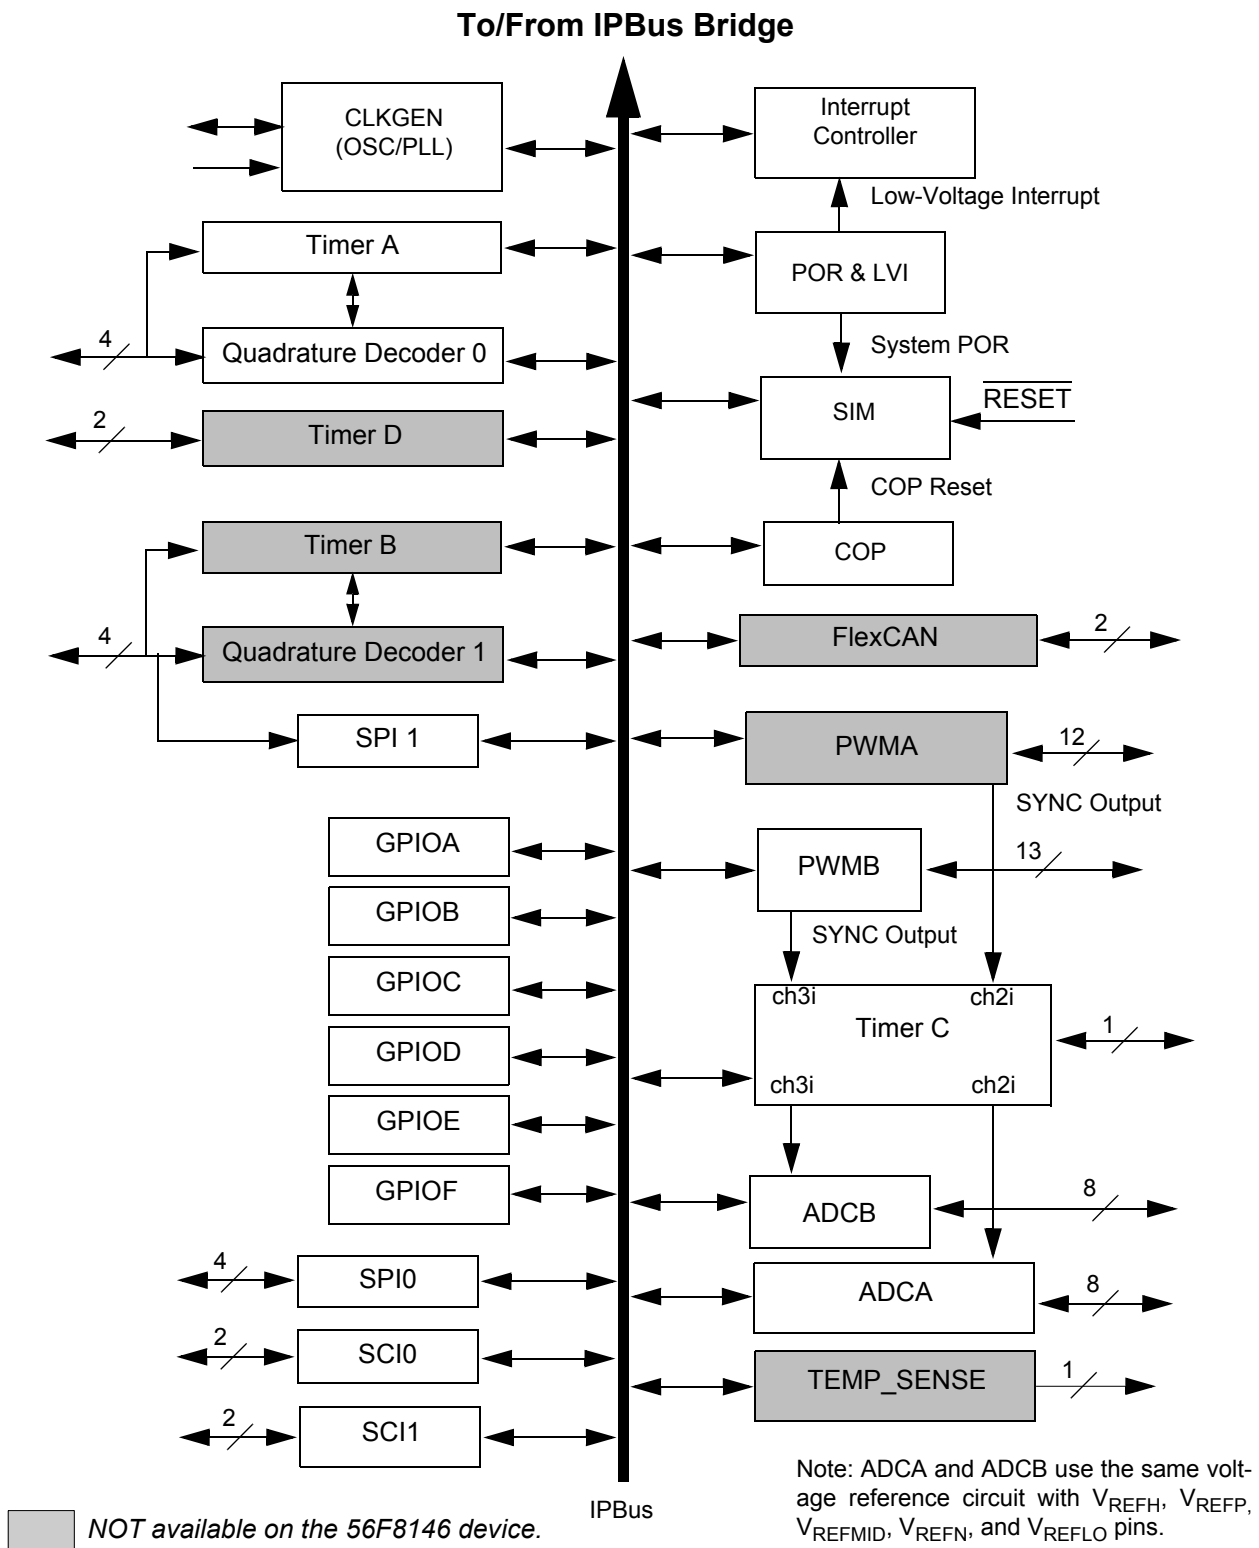 To/From IPBus Bridge
CLKGEN
(OSC/PLL)
Interrupt
Controller
Low-Voltage Interrupt
Timer A
POR & LVI
4
Quadrature Decoder 0
System POR
2
Timer D
SIM
RESET
COP Reset
Timer B
COP
4
Quadrature Decoder 1
FlexCAN
2
SPI 1
PWMA
12
SYNC Output
GPIOA
PWMB
13
GPIOB
SYNC Output
GPIOC
ch3i
ch2i
Timer C
1
GPIOD
ch3i
ch2i
GPIOE
GPIOF
ADCB
8
4
SPI0
ADCA
8
2
SCI0
TEMP_SENSE
1
2
SCI1
IPBus
Note: ADCA and ADCB use the same volt-
age reference circuit with VREFH, VREFP,
VREFMID, VREFN, and VREFLO pins.
NOT available on the 56F8146 device.